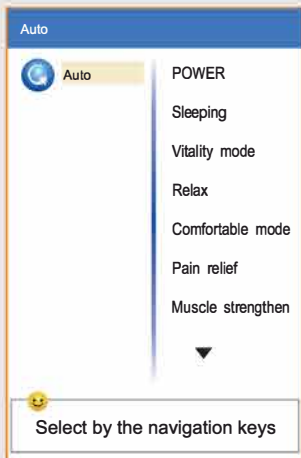 Auto
Auto
POWER
Sleeping
Vitality mode
Relax
Comfortable mode
Pain relief
Muscle strengthen
Select by the navigation keys